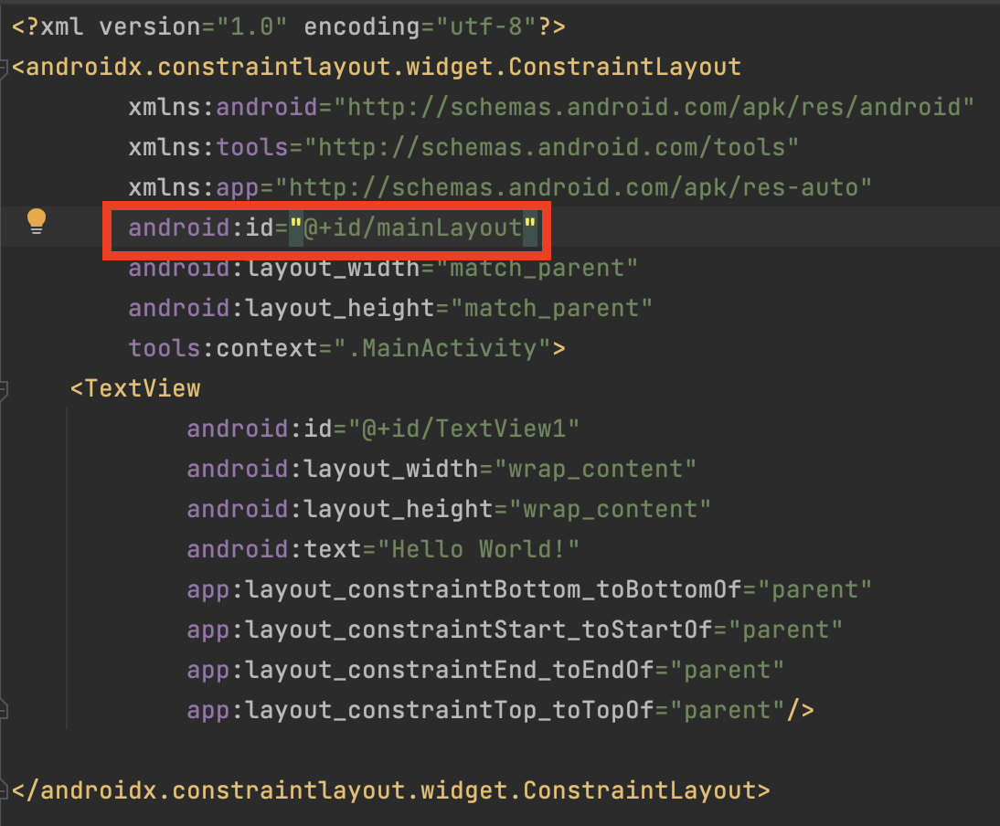 <?xml version="1.0" encoding="utf-8"?>
<androidx.constraintlayout.widget.ConstraintLayout
xmlns:android="http://schemas.android.com/apk/res/android"
xmlns:tools="http://schemas.android.com/tools"
xmlns:app="http://schemas.android.com/apk/res-auto"
android:id="@+id/mainLayout"
android:layout_width="match_parent"
android:layout_height="match_parent"
tools:context=".MainActivity">
<TextView
android:id="@+id/TextView1"
android:layout_width="wrap_content"
android:layout_height="wrap_content"
android:text="Hello World!"
app:layout_constraintBottom_toBottomOf="parent"
app:layout_constraintStart_toStartOf="parent"
app:layout_constraintEnd_toEndOf="parent"
app:layout_constraintTop_toTopOf="parent"/>
</androidx.constraintlayout.widget.ConstraintLayout>